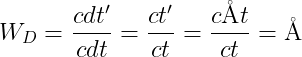 W_D = \frac{cdt'}{cdt} = \frac{ct'}{ct} = \frac{cÅt}{ct} = Å